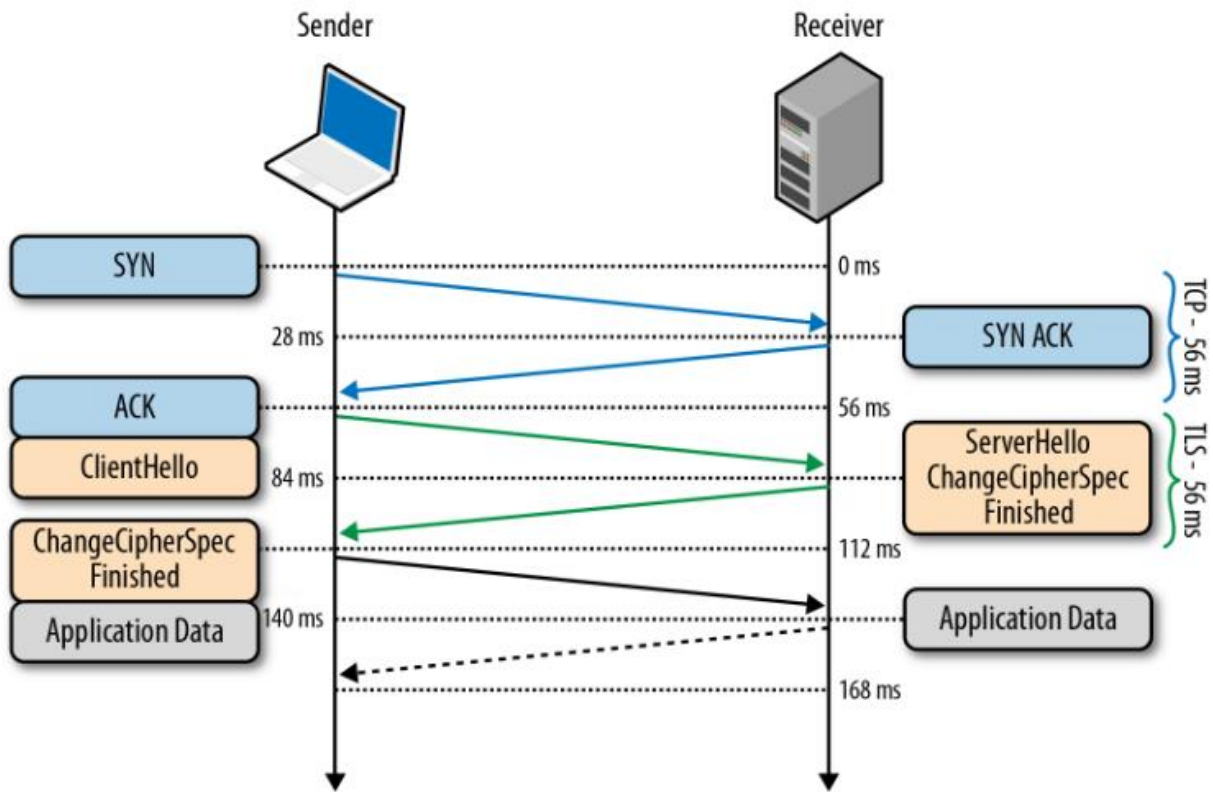 Sender
Receiver
SYN
0 ms
28 ms
SYN ACK
TCP - 56 ms
ACK
56 ms
ClientHello
84 ms
ServerHello
ChangeCipherSpec
Finished
TLS - 56 ms
ChangeCipherSpec
Finished
112 ms
Application Data
140 ms
Application Data
168 ms